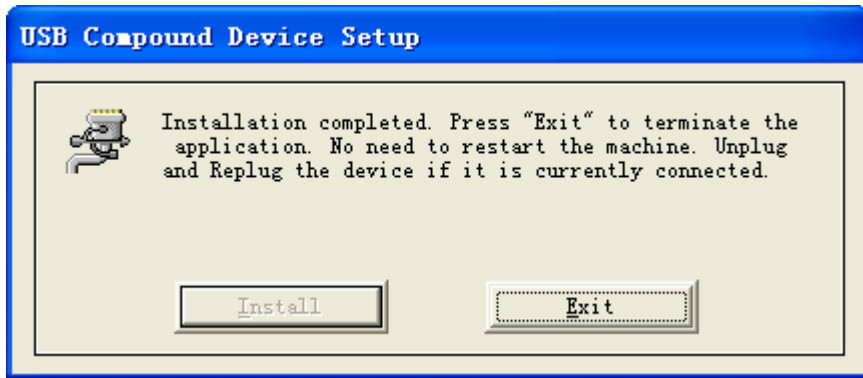 USB Compound Device Setup
Installation completed. Press "Exit" to terminate the
application. No need to restart the machine. Unplug
and Replug the device if it is currently connected.
Install
Exit